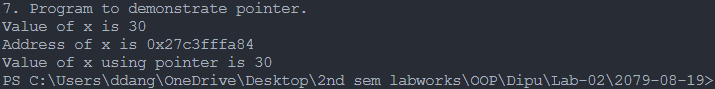 7. Program to demonstrate pointer.
Value of x is 30
Address of x is 0x27c3fffa84
Value of x using pointer is 30
PS C:\Users\ddang\OneDrive\Desktop\2nd sem labworks\OOP\Dipu\Lab-02\2079-08-19>